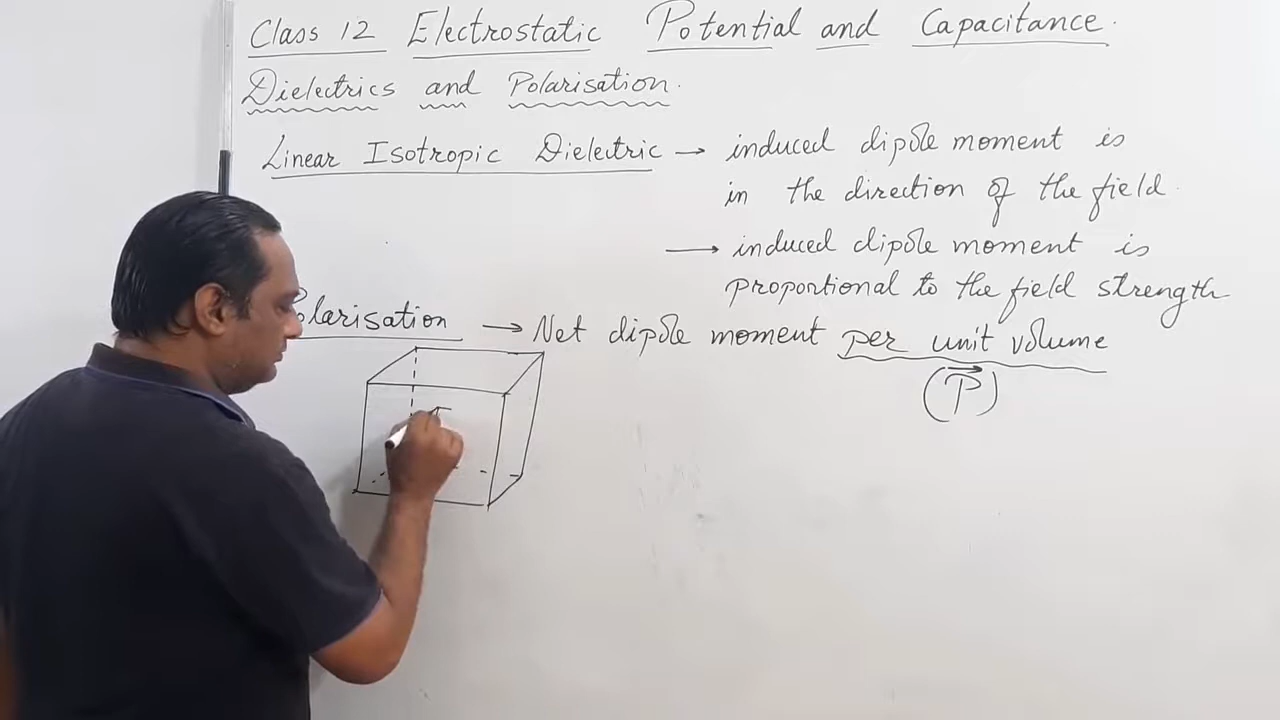 Class 12 Electrostatic Potential and Capacitance.
Dielectrics and Polarisation.
Linear Isotropic Dielectric → induced dipole moment is
in the direction of the field.
→ induced dipole moment is
proportional to the field strength
Polarisation → Net dipole moment per unit volume
(P⃗)